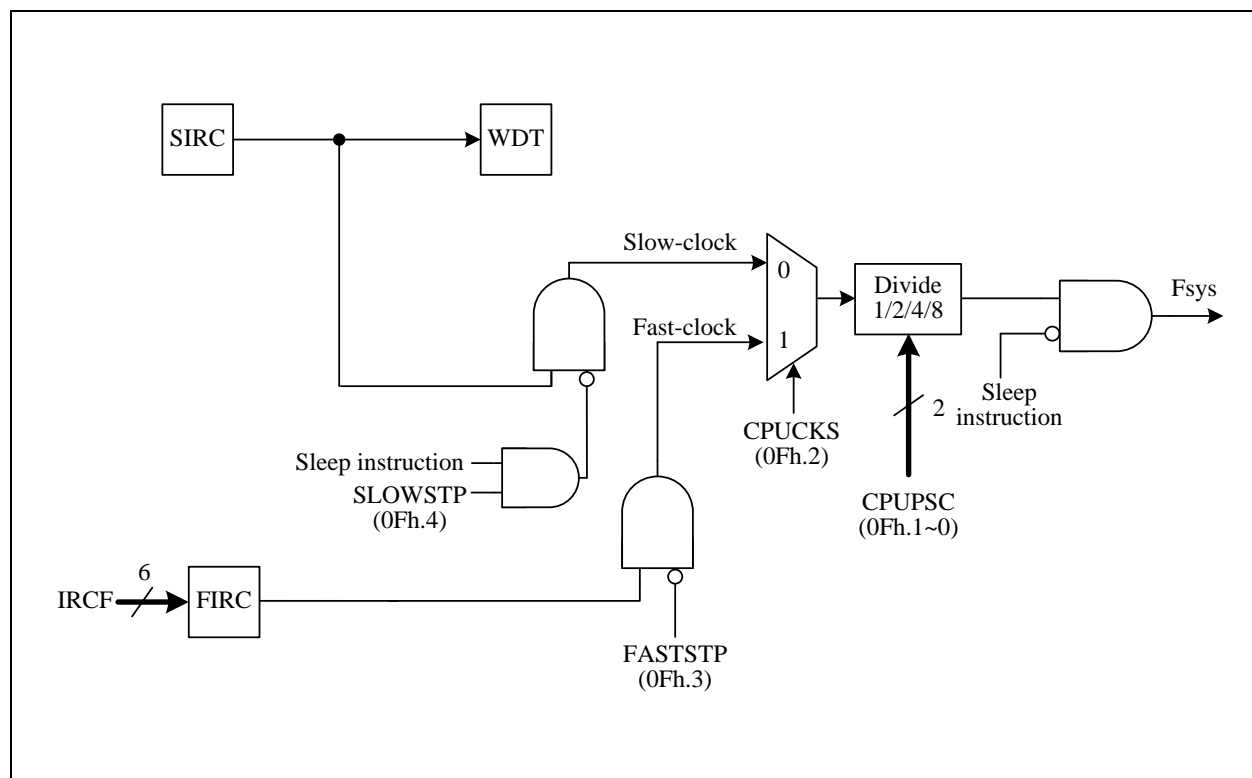 SIRC
WDT
Slow-clock
0
Divide
1/2/4/8
Fsys
Fast-clock
1
Sleep
instruction
2
CPUCKS
(0Fh.2)
Sleep instruction
SLOWSTP
(0Fh.4)
CPUPSC
(0Fh.1~0)
6
IRCF
FIRC
FASTSTP
(0Fh.3)